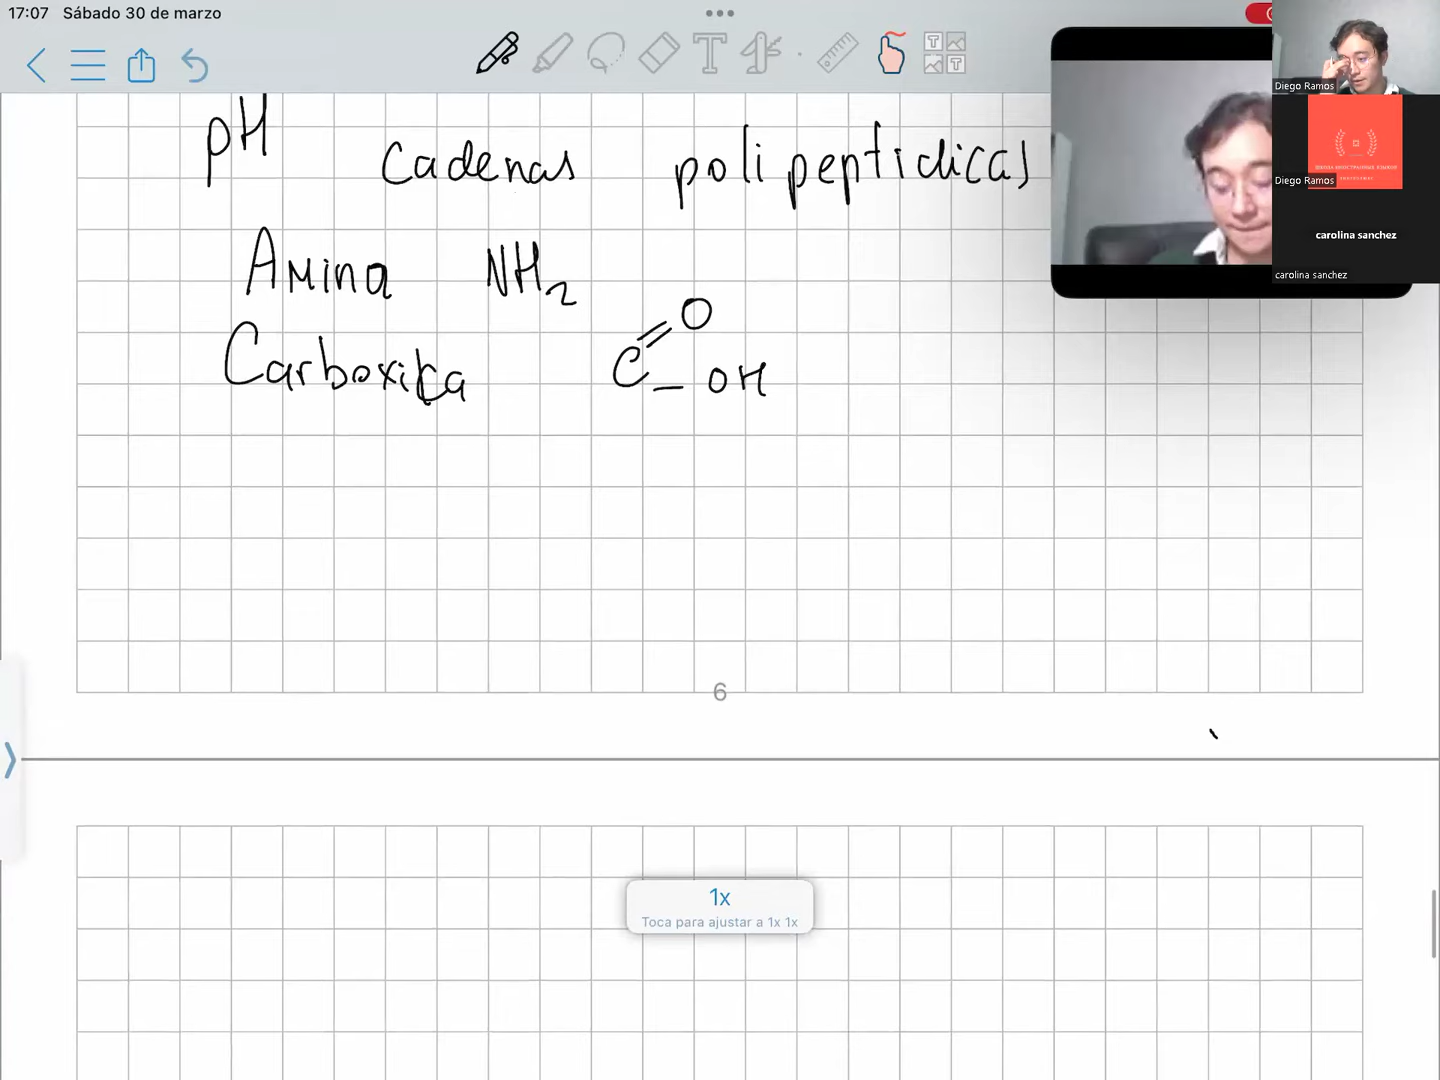 17:07 Sábado 30 de marzo
Diego Ramos
Diego Ramos
carolina sanchez
carolina sanchez
pH Cadenas polipeptidicas
Amina NH2
Carboxika C=O
-OH
6
1x
Toca para ajustar a 1x 1x